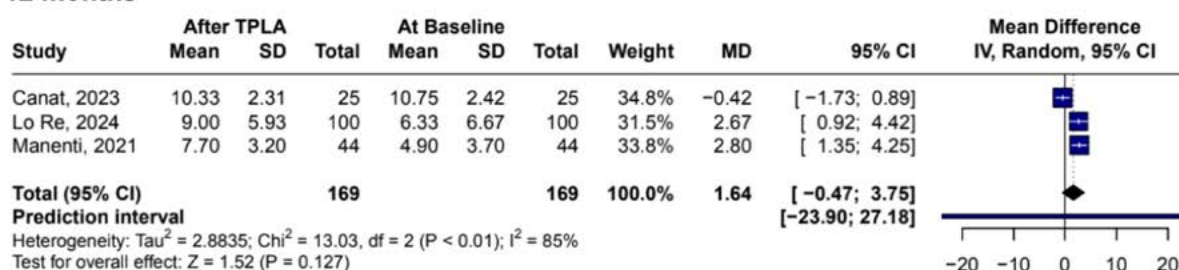 After TPLA At Baseline Mean Difference
Study Mean SD Total Mean SD Total Weight MD 95% CI IV, Random, 95% CI
Canat, 2023 10.33 2.31 25 10.75 2.42 25 34.8% −0.42 [ −1.73; 0.89]
Lo Re, 2024 9.00 5.93 100 6.33 6.67 100 31.5% 2.67 [ 0.92; 4.42]
Manenti, 2021 7.70 3.20 44 4.90 3.70 44 33.8% 2.80 [ 1.35; 4.25]
Total (95% CI) 169 169 100.0% 1.64 [ −0.47; 3.75]
Prediction interval [−23.90; 27.18]
Heterogeneity: Tau² = 2.8835; Chi² = 13.03, df = 2 (P < 0.01); I² = 85%
Test for overall effect: Z = 1.52 (P = 0.127) −20 −10 0 10 20